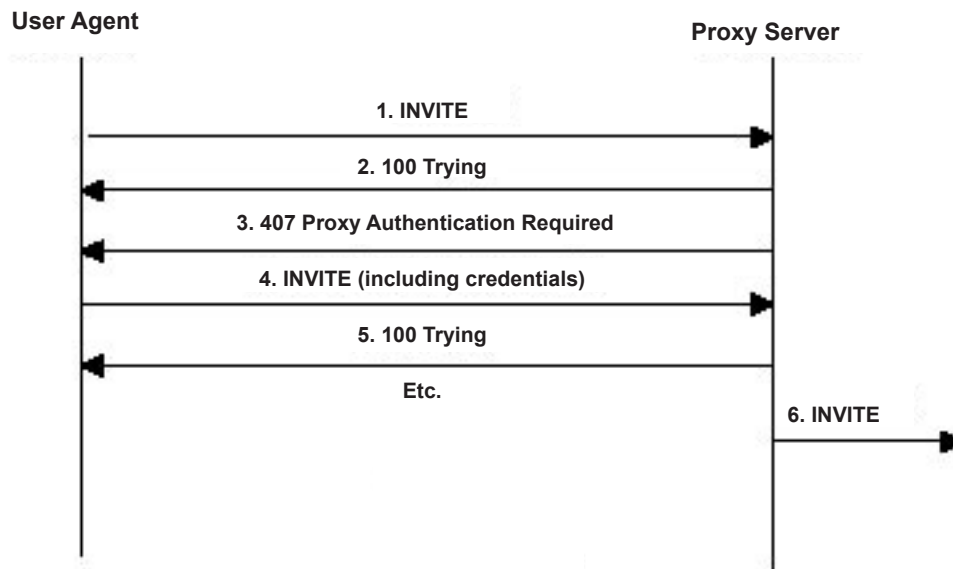 User Agent
Proxy Server
1. INVITE
2. 100 Trying
3. 407 Proxy Authentication Required
4. INVITE (including credentials)
5. 100 Trying
Etc.
6. INVITE